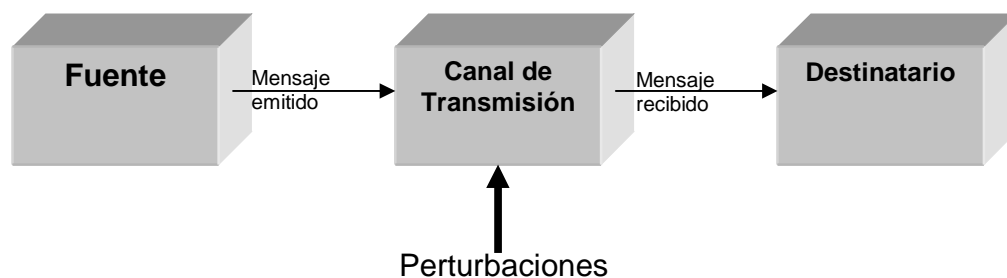 Fuente
Mensaje
emitido
Canal de
Transmisión
Mensaje
recibido
Destinatario
Perturbaciones